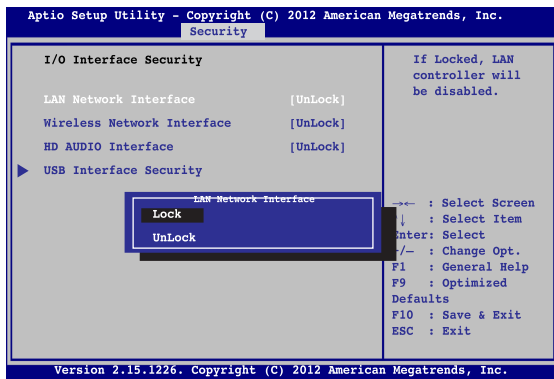 Aptio Setup Utility – Copyright (C) 2012 American Megatrends, Inc.
Security
I/O Interface Security
LAN Network Interface [UnLock]
Wireless Network Interface [UnLock]
HD AUDIO Interface [UnLock]
USB Interface Security
If Locked, LAN
controller will
be disabled.
LAN Network Interface
Lock
UnLock
→← : Select Screen
↓ : Select Item
Enter: Select
+/— : Change Opt.
F1 : General Help
F9 : Optimized
Defaults
F10 : Save & Exit
ESC : Exit
Version 2.15.1226. Copyright (C) 2012 American Megatrends, Inc.